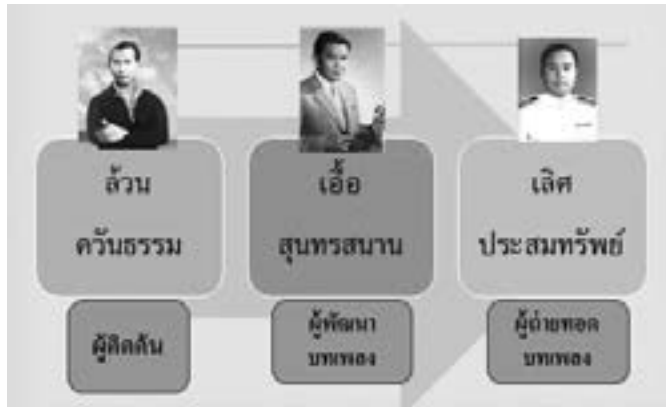 ล้วน
ควันธรรม
เอื้อ
สุนทรสนาน
เลิศ
ประสมทรัพย์
ผู้คิดค้น
ผู้พัฒนา
บทเพลง
ผู้ถ่ายทอด
บทเพลง